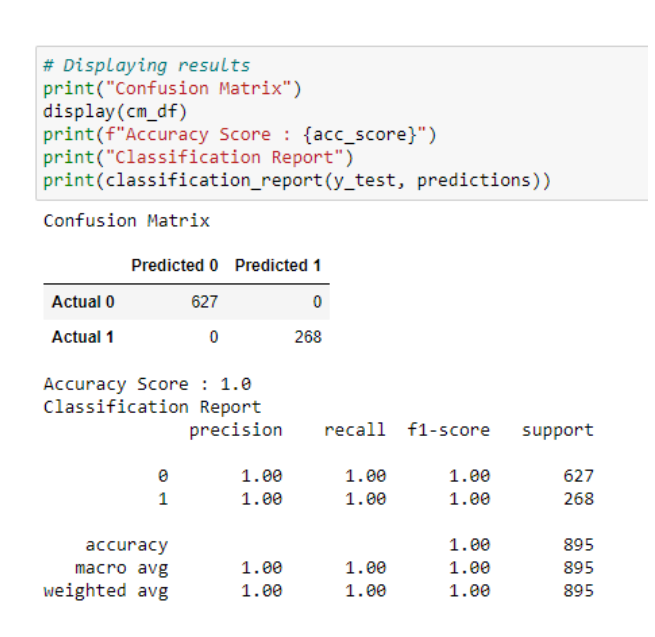 # Displaying results
print("Confusion Matrix")
display(cm_df)
print(f"Accuracy Score : {acc_score}")
print("Classification Report")
print(classification_report(y_test, predictions))
Confusion Matrix
Predicted 0 Predicted 1
Actual 0 627 0
Actual 1 0 268
Accuracy Score : 1.0
Classification Report
precision recall f1-score support
0 1.00 1.00 1.00 627
1 1.00 1.00 1.00 268
accuracy 1.00 895
macro avg 1.00 1.00 1.00 895
weighted avg 1.00 1.00 1.00 895